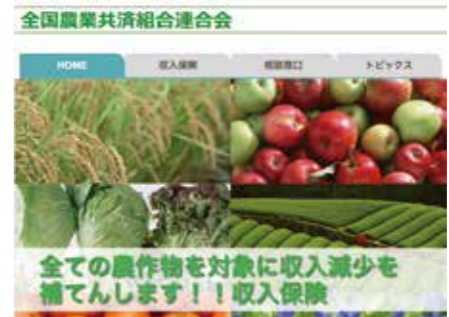 全国農業共済組合連合会
HOME 収入保険 相談窓口 トピックス
全ての農作物を対象に収入減少を
補てんします！！収入保険